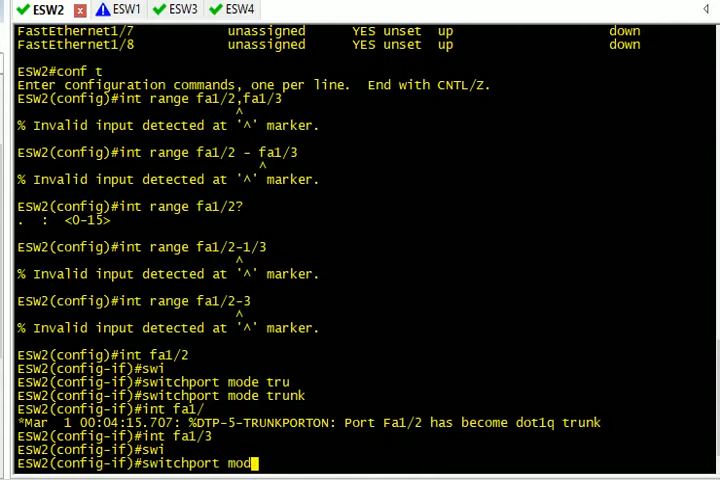 ESW2 x ESW1 ESW3 ESW4
FastEthernet1/7 unassigned YES unset up down
FastEthernet1/8 unassigned YES unset up down
ESW2#conf t
Enter configuration commands, one per line. End with CNTL/Z.
ESW2(config)#int range fa1/2,fa1/3
^
% Invalid input detected at '^' marker.
ESW2(config)#int range fa1/2 - fa1/3
^
% Invalid input detected at '^' marker.
ESW2(config)#int range fa1/2?
. : <0-15>
ESW2(config)#int range fa1/2-1/3
^
% Invalid input detected at '^' marker.
ESW2(config)#int range fa1/2-3
^
% Invalid input detected at '^' marker.
ESW2(config)#int fa1/2
ESW2(config-if)#swi
ESW2(config-if)#switchport mode tru
ESW2(config-if)#switchport mode trunk
ESW2(config-if)#int fa1/
*Mar 1 00:04:15.707: %DTP-5-TRUNKPORTON: Port Fa1/2 has become dot1q trunk
ESW2(config-if)#int fa1/3
ESW2(config-if)#swi
ESW2(config-if)#switchport mod